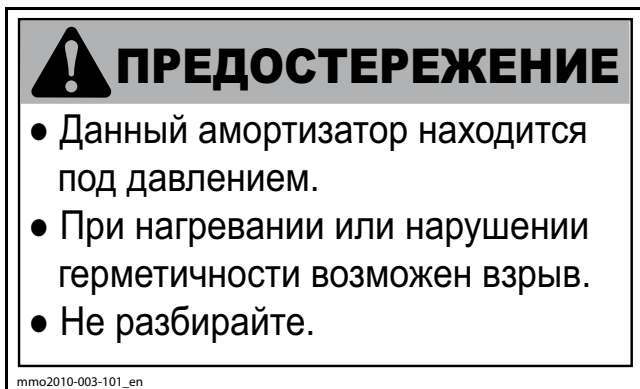 ПРЕДОСТЕРЕЖЕНИЕ
● Данный амортизатор находится
под давлением.
● При нагревании или нарушении
герметичности возможен взрыв.
● Не разбирайте.
mmo2010-003-101_en